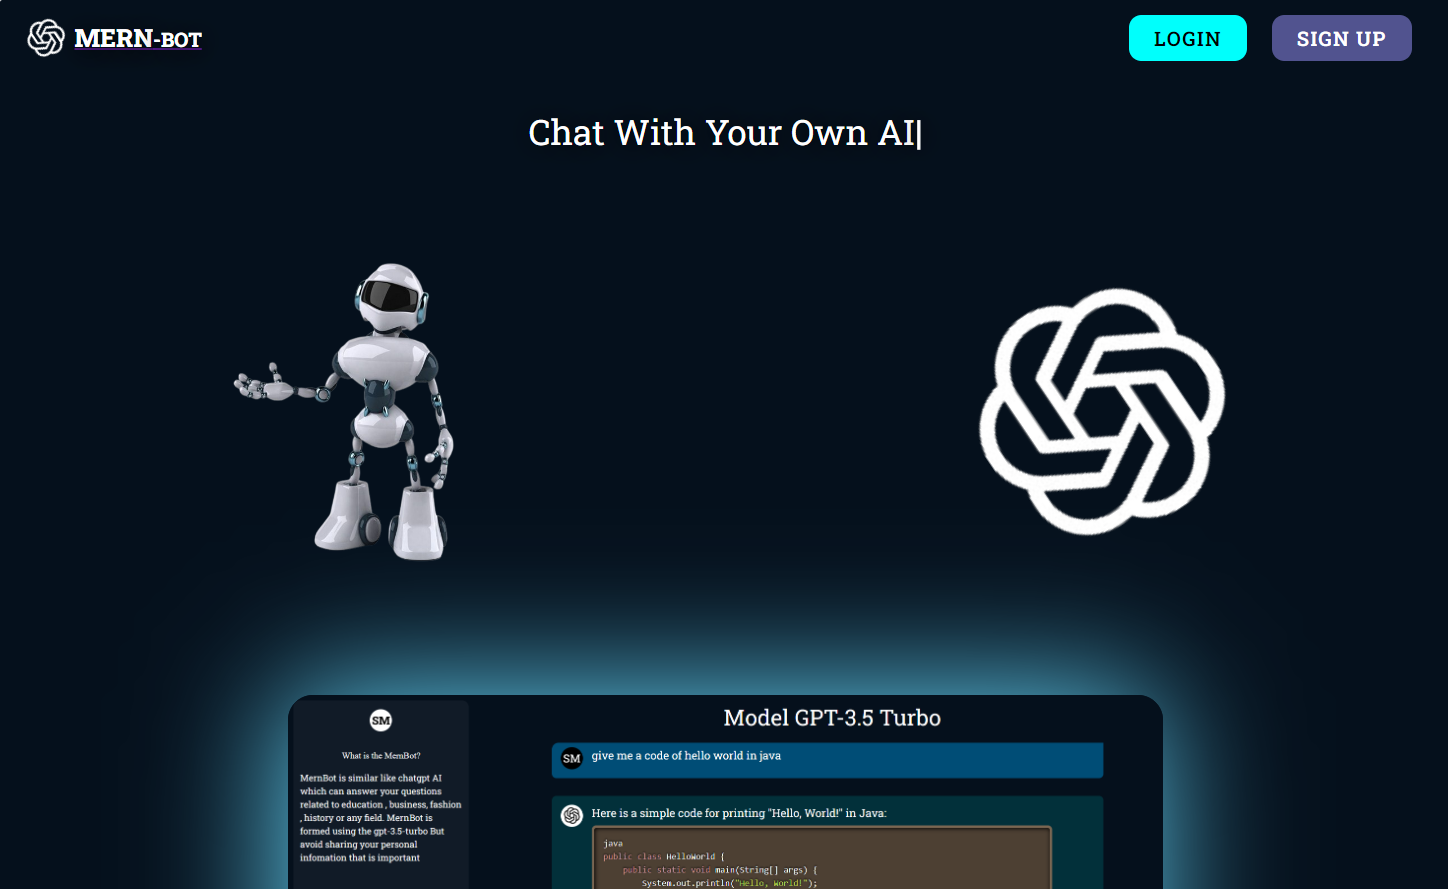 MERN-BOT
LOGIN
SIGN UP
Chat With Your Own AI|
SM
What is the MernBot?
MernBot is similar like chatgpt AI
which can answer your questions
related to education , business, fashion
, history or any field. MernBot is
formed using the gpt-3.5-turbo But
avoid sharing your personal
infomation that is important
Model GPT-3.5 Turbo
SM
give me a code of hello world in java
Here is a simple code for printing "Hello, World!" in Java:
java
public class HelloWorld {
public static void main(String[] args) {
System.out.println("Hello, World!");